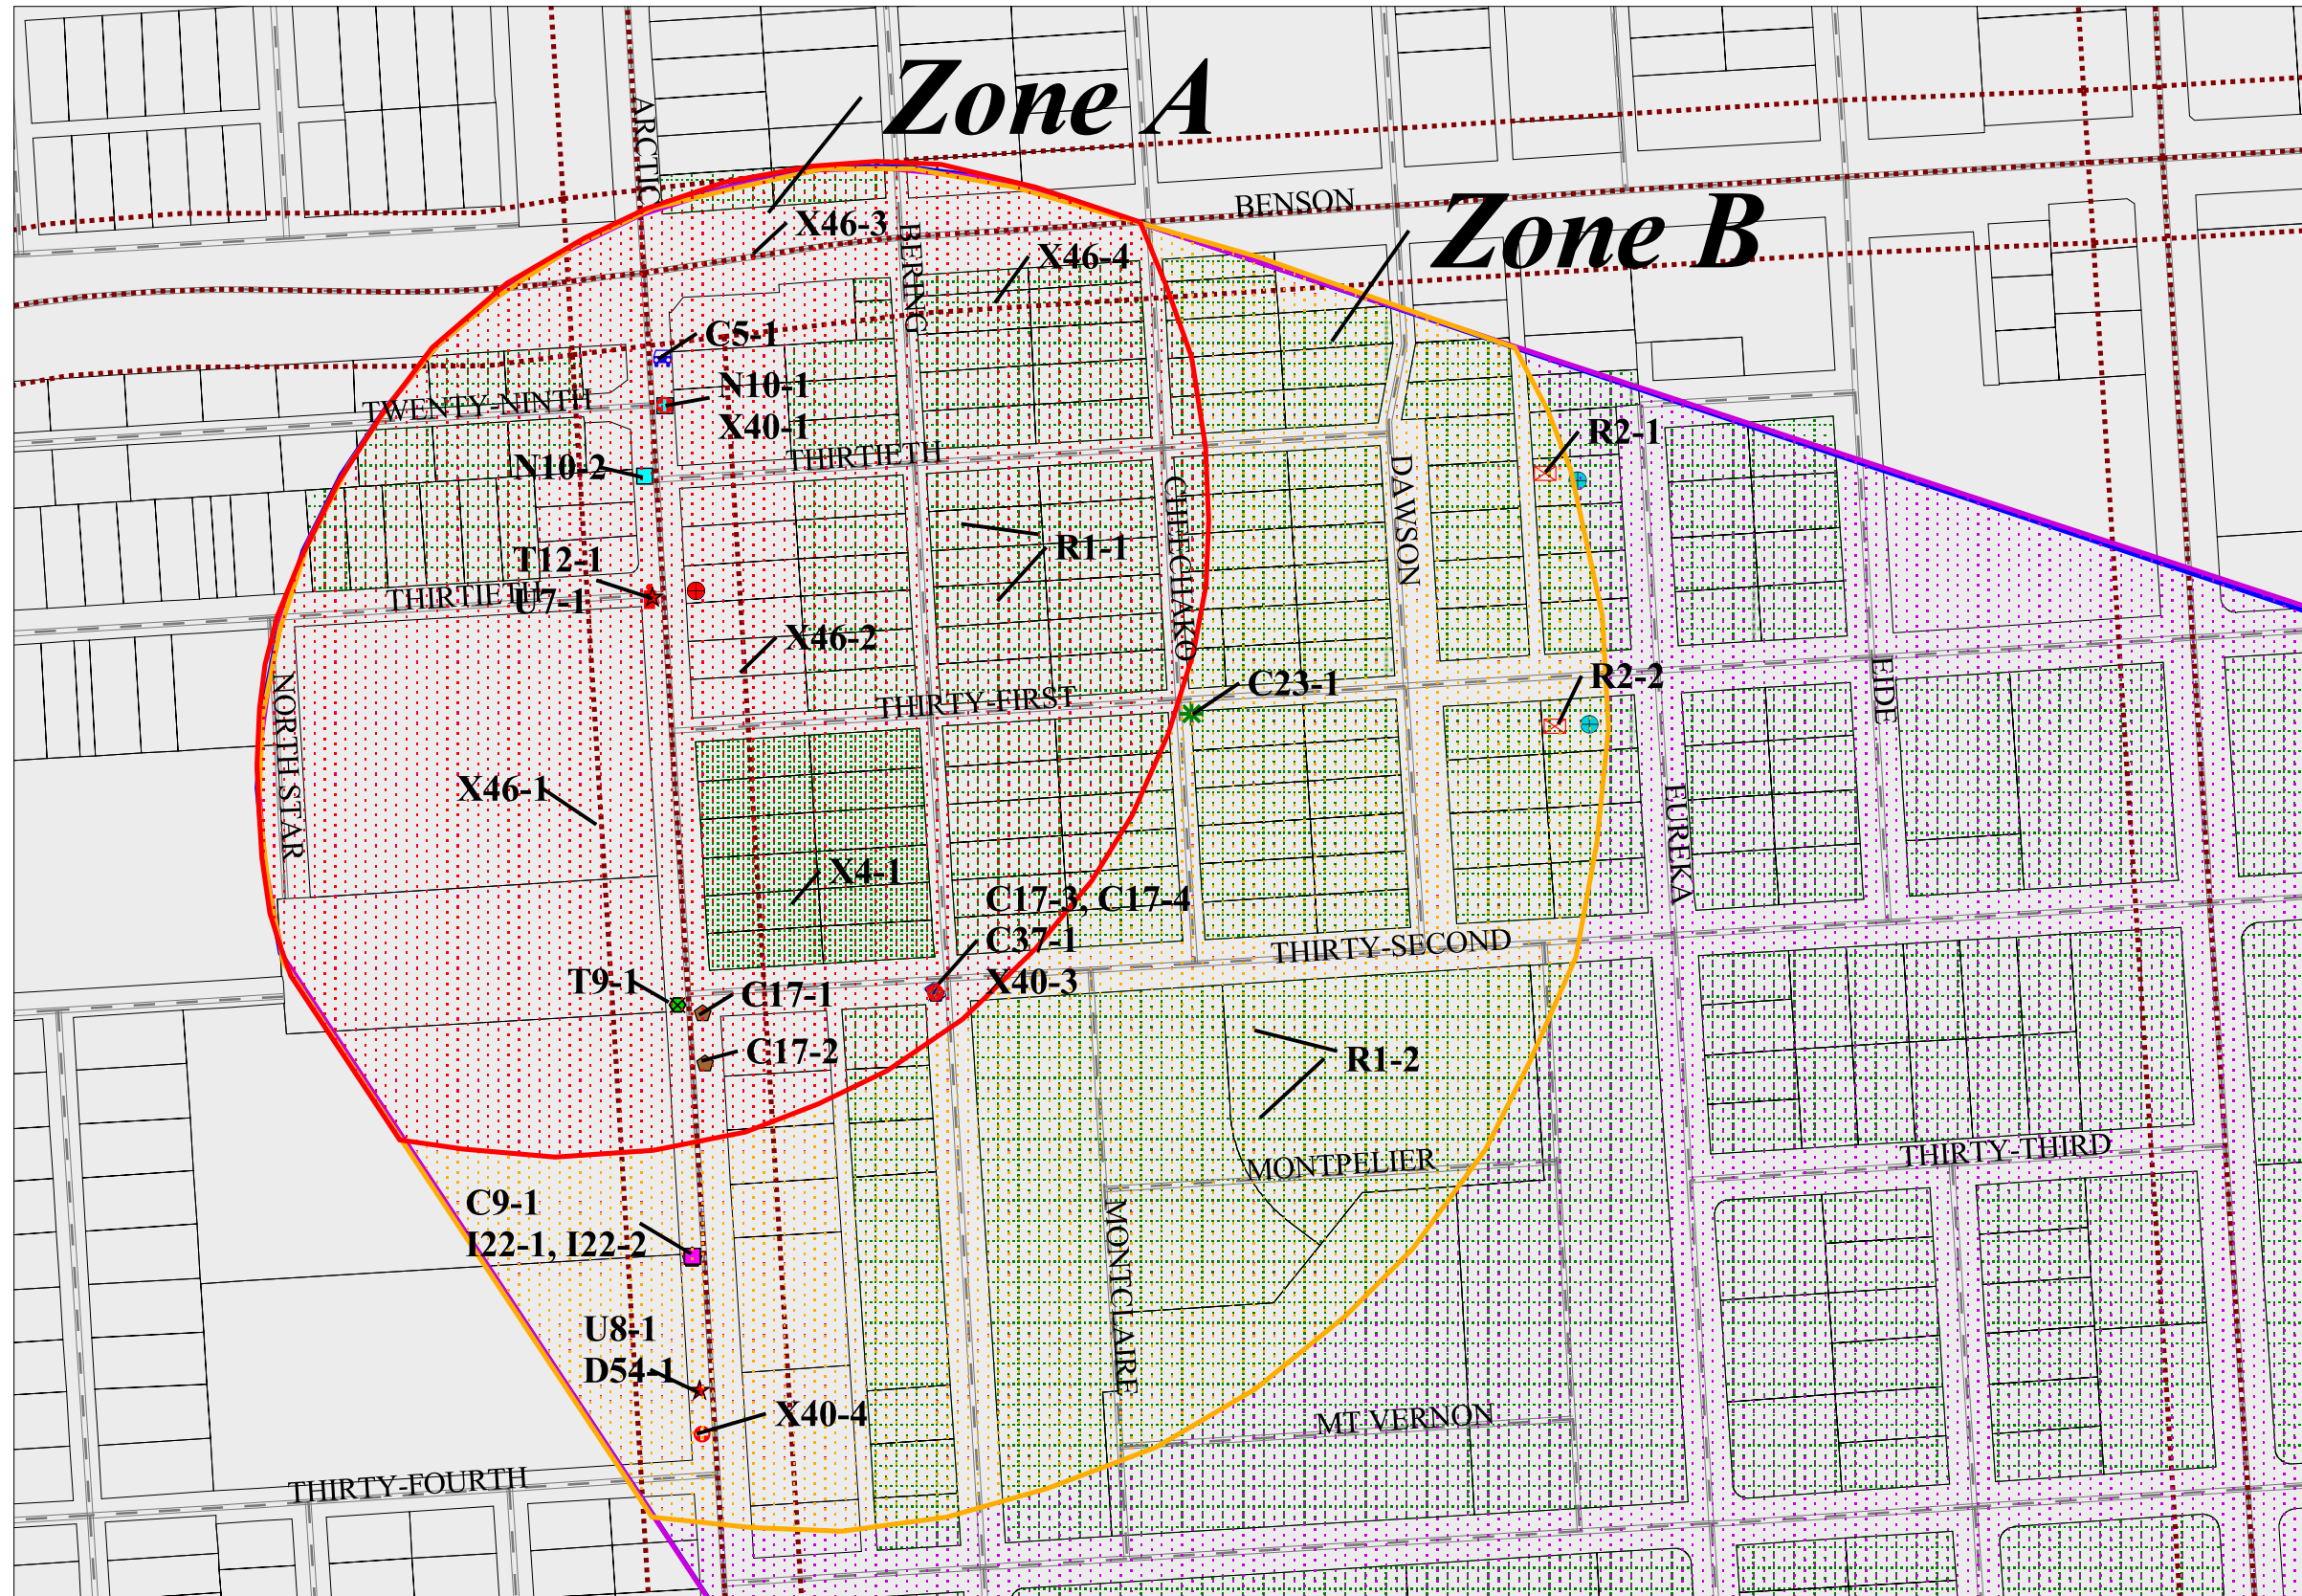 Zone A
ARCTIC
Zone B
BENSON
X46-3
BERING
X46-4
C5-1
N10-1
X40-1
TWENTY-NINTH
R2-1
THIRTIETH
N10-2
DAWSON
CHEECHAKO
R1-1
T12-1
U7-1
THIRTIETH
X46-2
C23-1
R2-2
EIDE
THIRTY-FIRST
NORTH STAR
X46-1
EUREKA
X4-1
C17-3, C17-4
C37-1
X40-3
THIRTY-SECOND
T9-1
C17-1
C17-2
R1-2
THIRTY-THIRD
MONTPELIER
C9-1
I22-1, I22-2
MONTCLAIRE
U8-1
D54-1
X40-4
MT VERNON
THIRTY-FOURTH